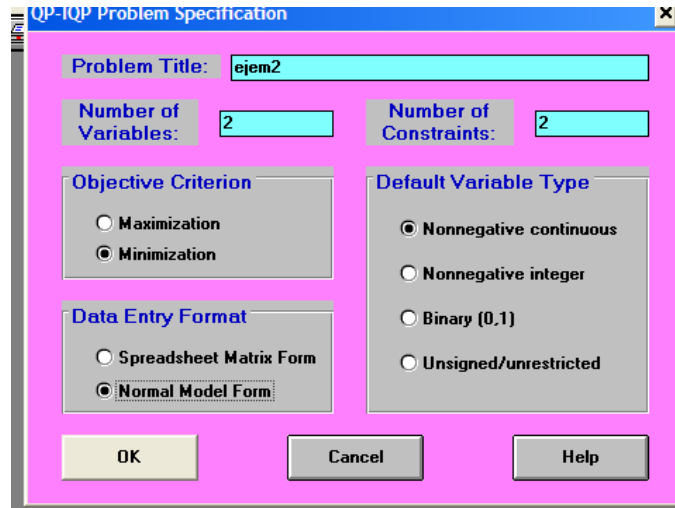 QP-IQP Problem Specification
Problem Title: ejem2
Number of Variables: 2
Number of Constraints: 2
Objective Criterion
Maximization
Minimization
Default Variable Type
Nonnegative continuous
Nonnegative integer
Binary (0,1)
Unsigned/unrestricted
Data Entry Format
Spreadsheet Matrix Form
Normal Model Form
OK Cancel Help